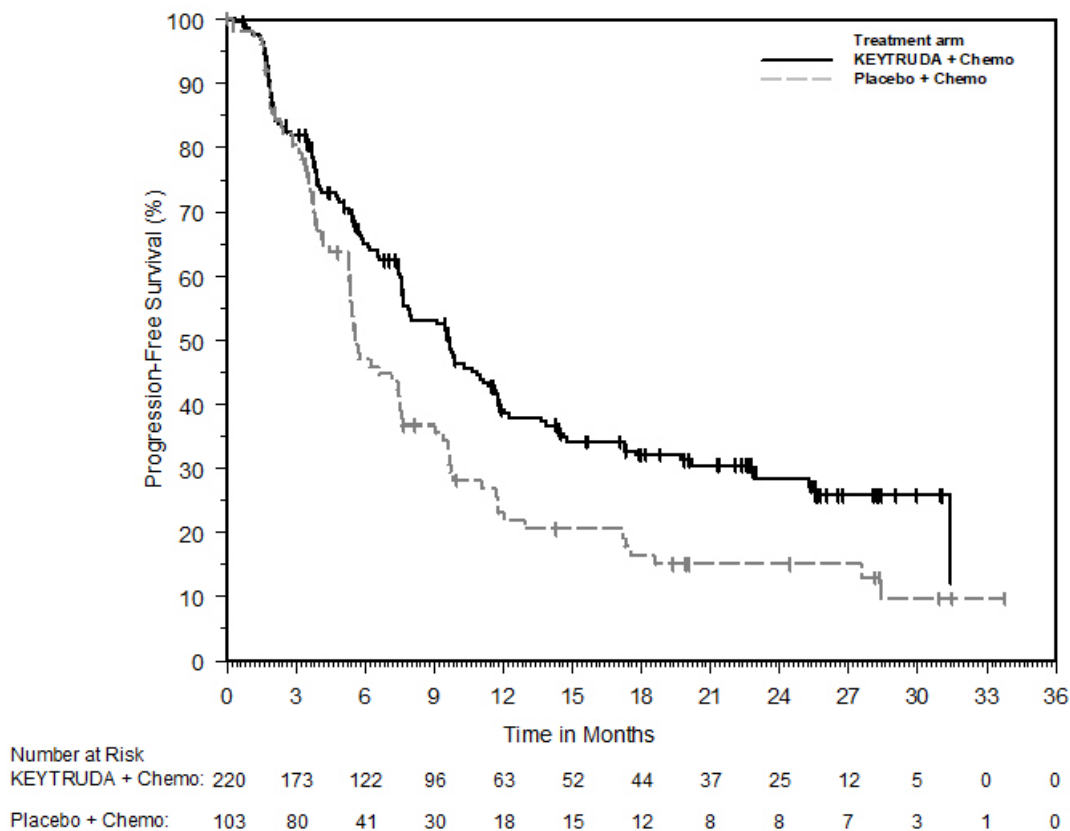 Treatment arm
KEYTRUDA + Chemo
Placebo + Chemo
Progression-Free Survival (%)
100
90
80
70
60
50
40
30
20
10
0
0 3 6 9 12 15 18 21 24 27 30 33 36
Time in Months
Number at Risk
KEYTRUDA + Chemo: 220 173 122 96 63 52 44 37 25 12 5 0 0
Placebo + Chemo: 103 80 41 30 18 15 12 8 8 7 3 1 0